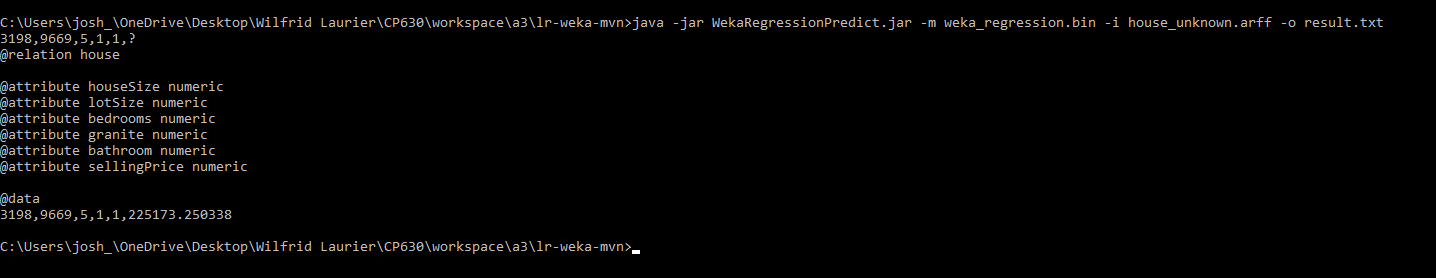 C:\Users\josh_\OneDrive\Desktop\Wilfrid Laurier\CP630\workspace\a3\lr-weka-mvn>java -jar WekaRegressionPredict.jar -m weka_regression.bin -i house_unknown.arff -o result.txt
3198,9669,5,1,1,?
@relation house
@attribute houseSize numeric
@attribute lotSize numeric
@attribute bedrooms numeric
@attribute granite numeric
@attribute bathroom numeric
@attribute sellingPrice numeric
@data
3198,9669,5,1,1,225173.250338
C:\Users\josh_\OneDrive\Desktop\Wilfrid Laurier\CP630\workspace\a3\lr-weka-mvn>